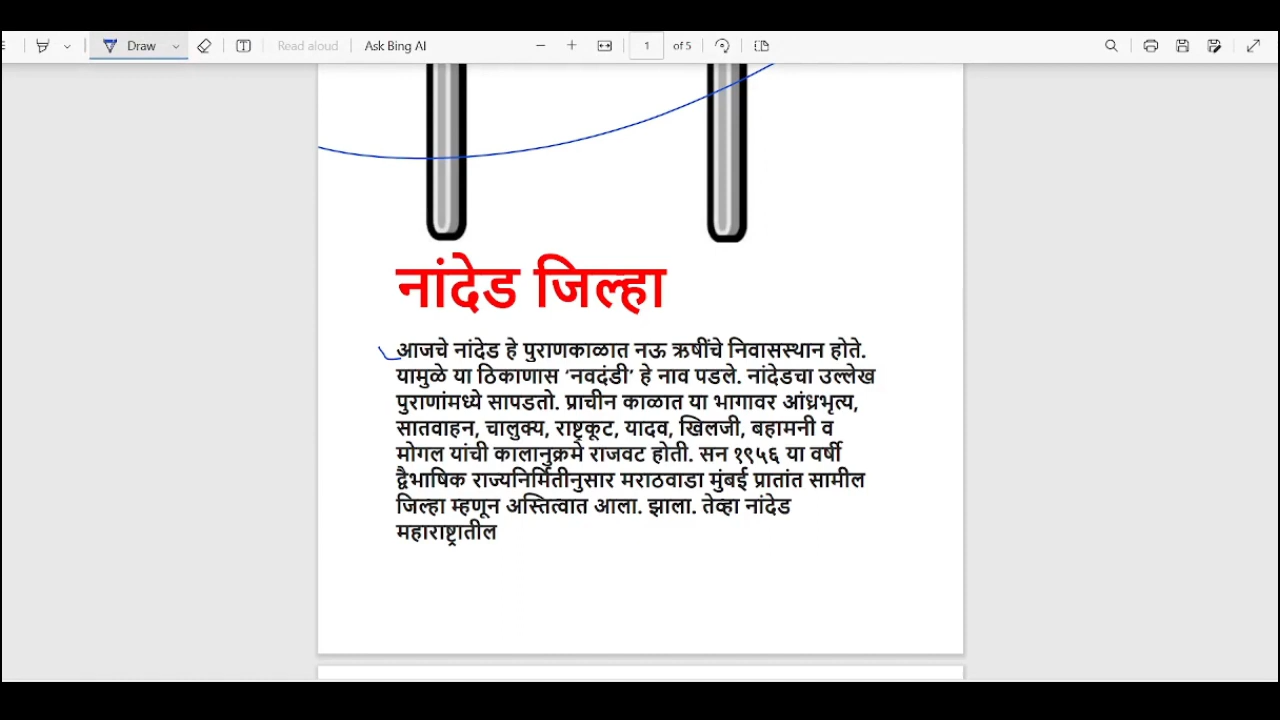 Draw
Read aloud
Ask Bing AI
1 of 5
नांदेड जिल्हा
आजचे नांदेड हे पुराणकाळात नऊ ऋषींचे निवासस्थान होते.
यामुळे या ठिकाणास ‘नवदंडी’ हे नाव पडले. नांदेडचा उल्लेख
पुराणांमध्ये सापडतो. प्राचीन काळात या भागावर आंध्रभृत्य,
सातवाहन, चालुक्य, राष्ट्रकूट, यादव, खिलजी, बहामनी व
मोगल यांची कालानुक्रमे राजवट होती. सन १९५६ या वर्षी
द्वैभाषिक राज्यनिर्मितीनुसार मराठवाडा मुंबई प्रातांत सामील
जिल्हा म्हणून अस्तित्वात आला. झाला. तेव्हा नांदेड
महाराष्ट्रातील